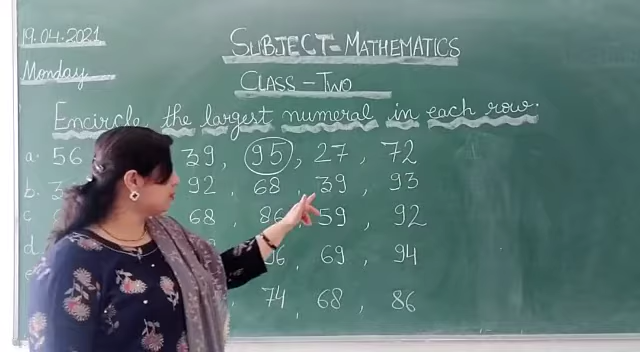 19.04.2021
SUBJECT-MATHEMATICS
Monday
CLASS-TWO
Encircle the largest numeral in each row.
a. 56 39, 95, 27, 72
b. 92, 68, 39, 93
c 68, 86, 59, 92
d 69, 94
74, 68, 86